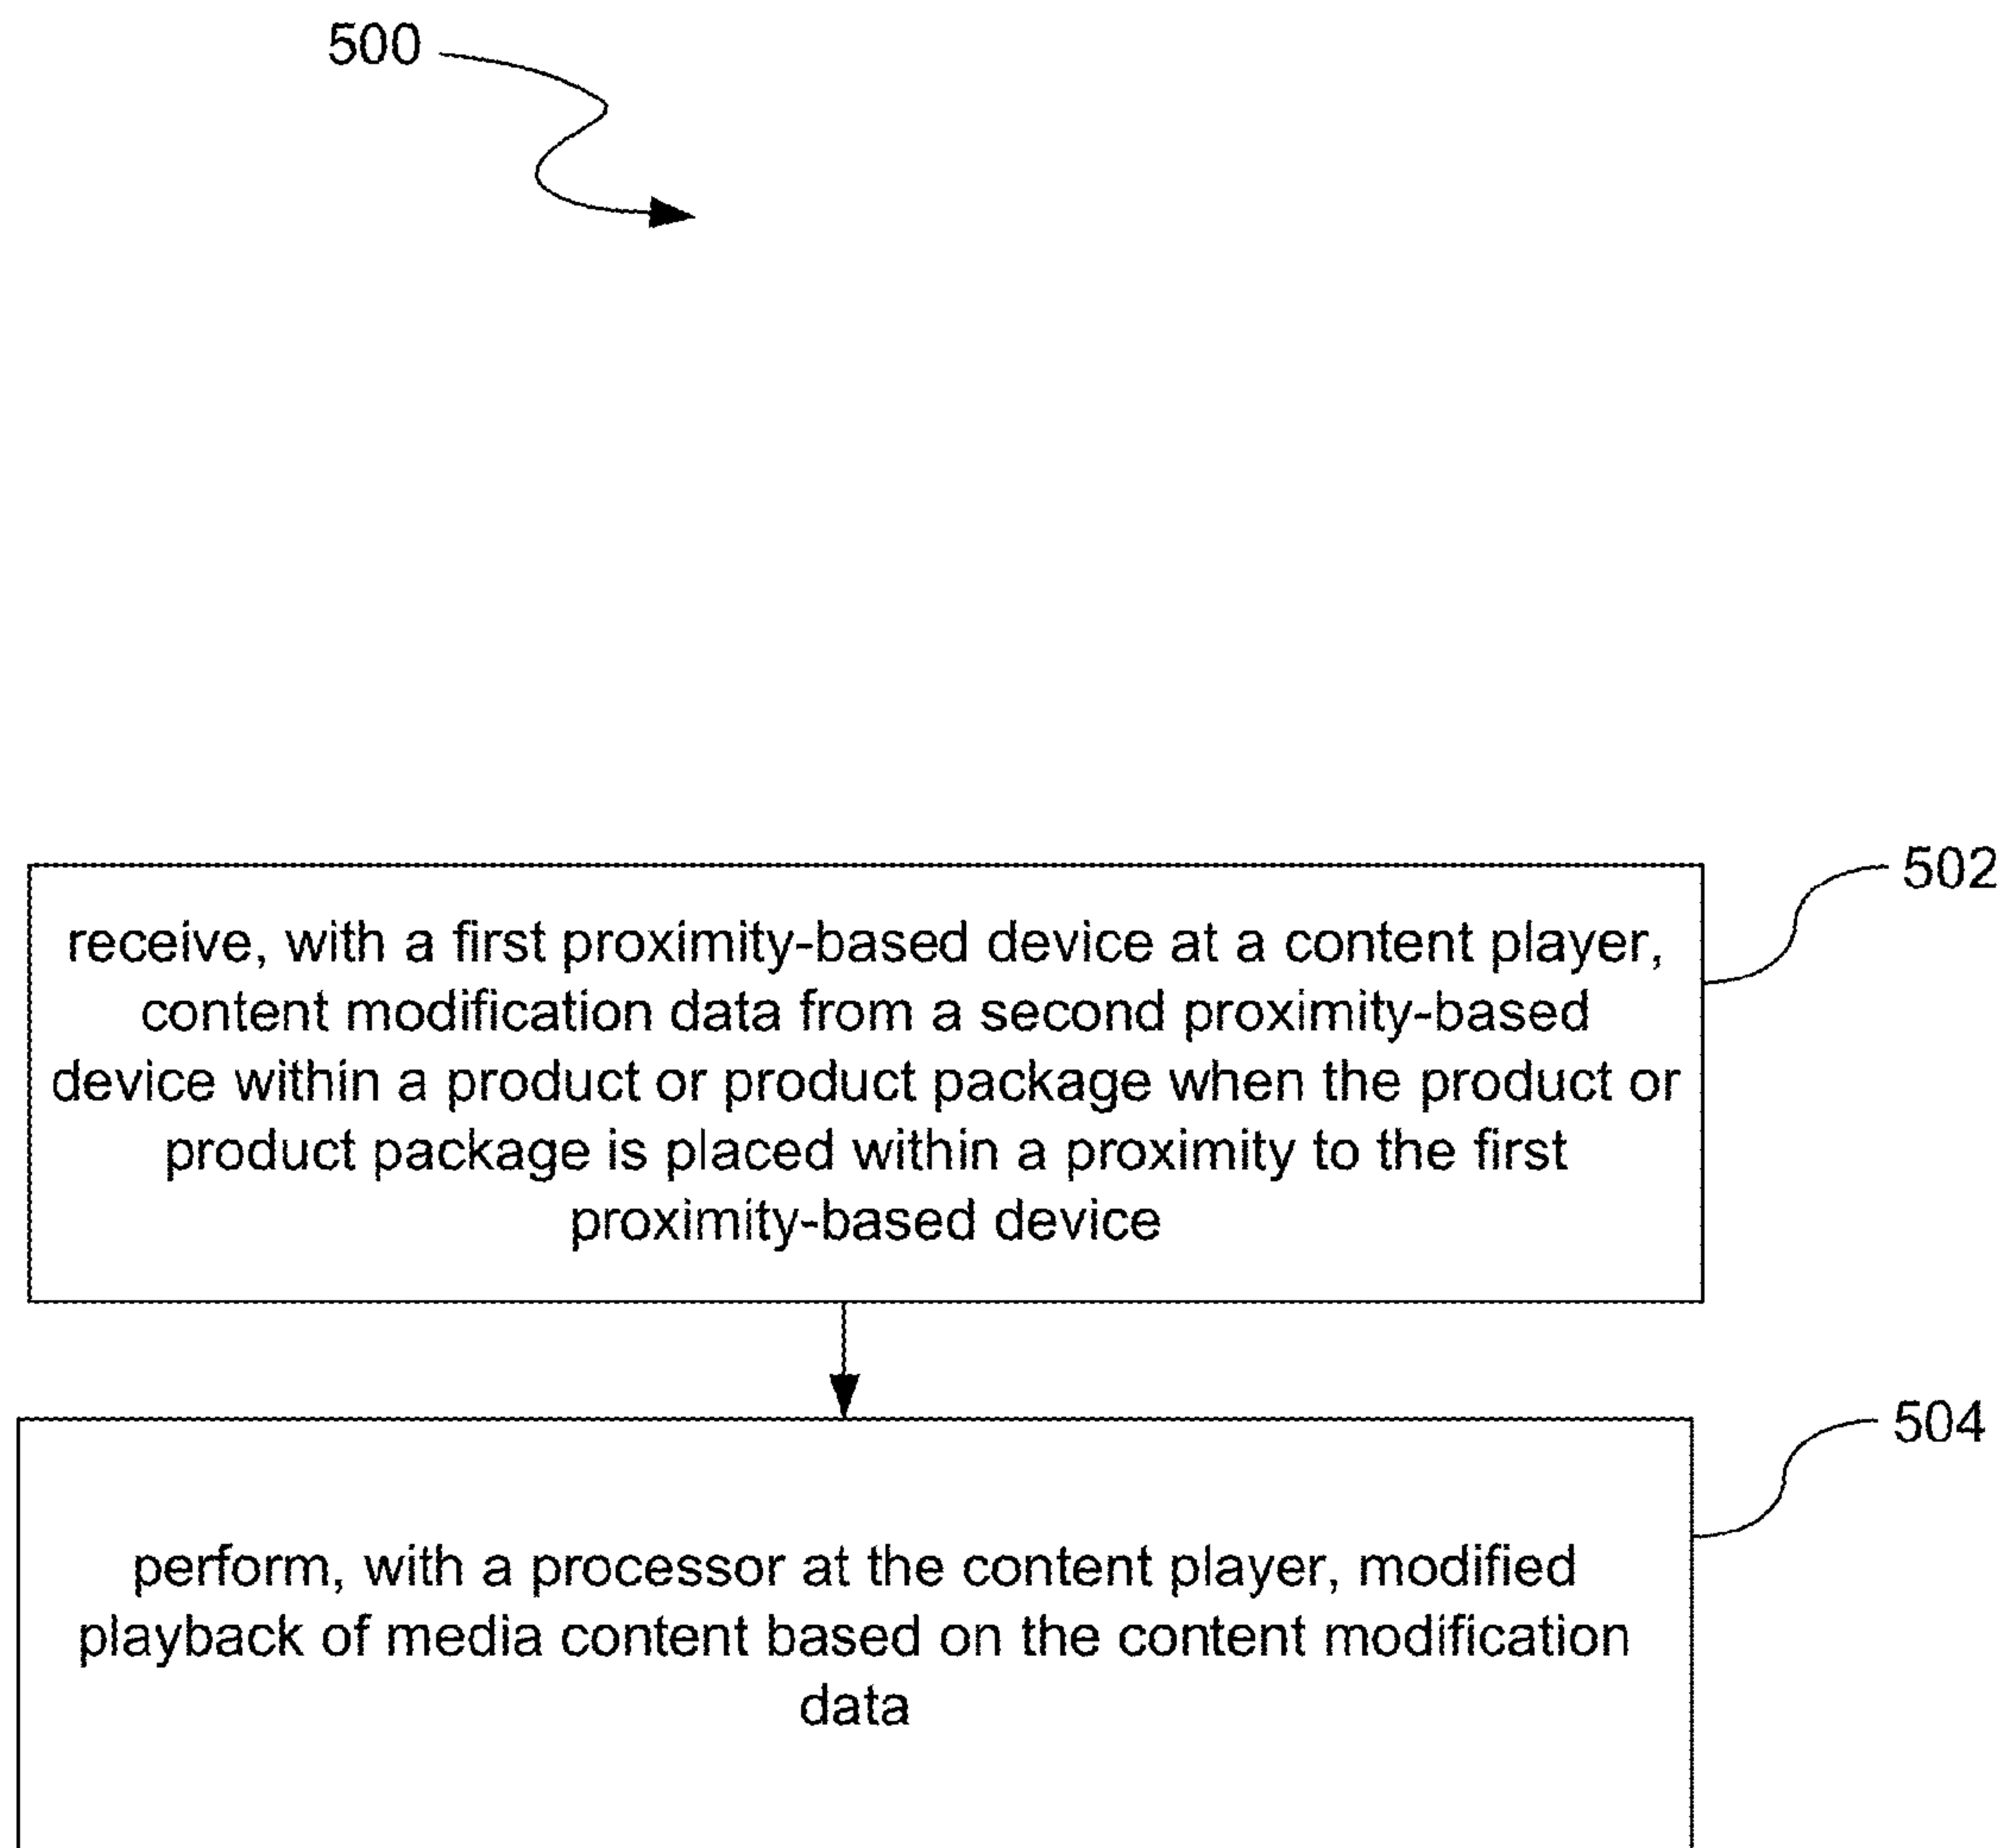 500
502
receive, with a first proximity-based device at a content player,
content modification data from a second proximity-based
device within a product or product package when the product or
product package is placed within a proximity to the first
proximity-based device
504
perform, with a processor at the content player, modified
playback of media content based on the content modification
data